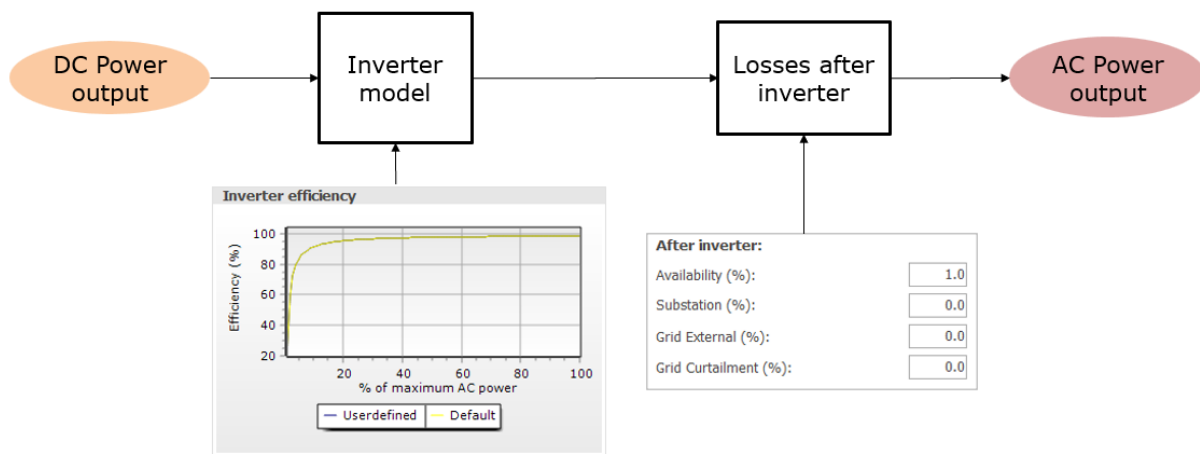 DC Power
output
Inverter
model
Losses after
inverter
AC Power
output
Inverter efficiency
Efficiency (%)
100
80
60
40
20
20 40 60 80 100
% of maximum AC power
Userdefined Default
After inverter:
Availability (%): 1.0
Substation (%): 0.0
Grid External (%): 0.0
Grid Curtailment (%): 0.0